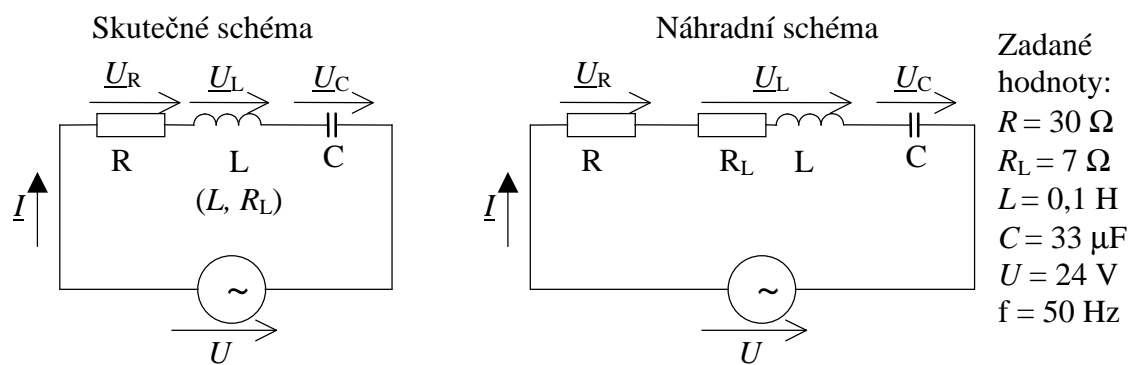 Skutečné schéma
U_R U_L U_C
R L C
(L, R_L)
I
~
U
Náhradní schéma
U_R U_L U_C
R R_L L C
I
~
U
Zadané
hodnoty:
R = 30 Ω
R_L = 7 Ω
L = 0,1 H
C = 33 μF
U = 24 V
f = 50 Hz